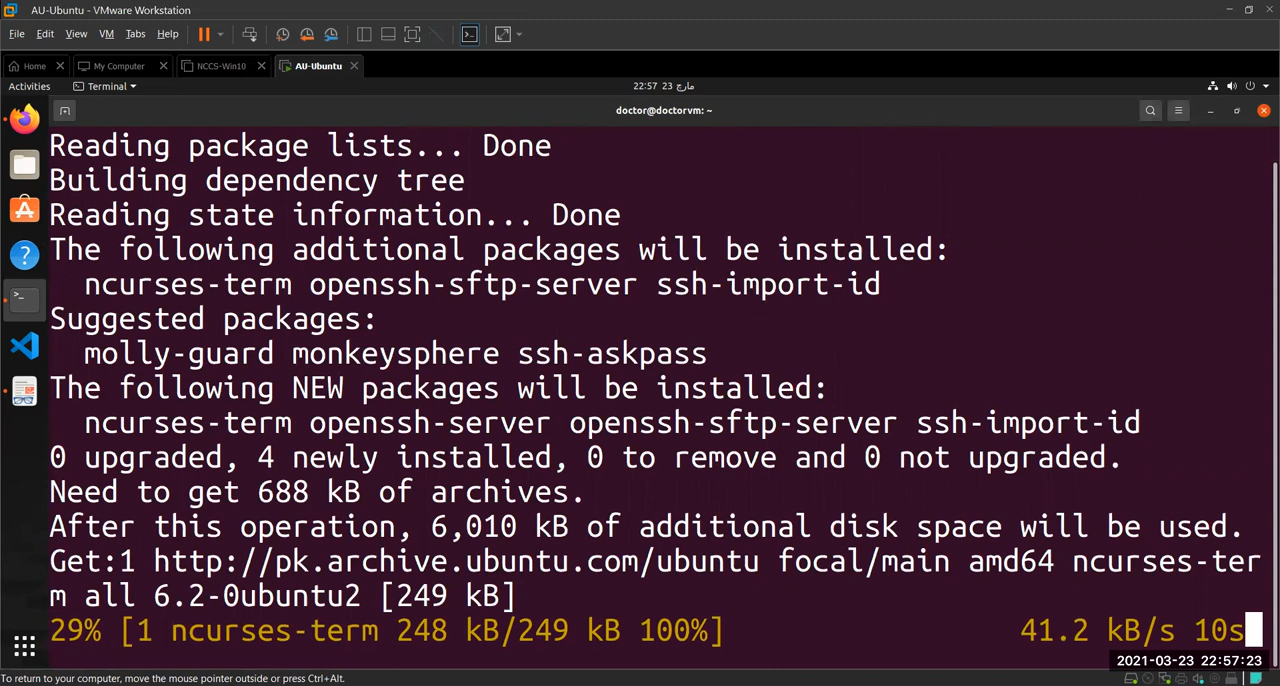 AU-Ubuntu - VMware Workstation
File Edit View VM Tabs Help
Home My Computer NCCS-Win10 AU-Ubuntu
Activities Terminal 22:57 23 مارچ
doctor@doctorvm: ~
Reading package lists... Done
Building dependency tree
Reading state information... Done
The following additional packages will be installed:
ncurses-term openssh-sftp-server ssh-import-id
Suggested packages:
molly-guard monkeysphere ssh-askpass
The following NEW packages will be installed:
ncurses-term openssh-server openssh-sftp-server ssh-import-id
0 upgraded, 4 newly installed, 0 to remove and 0 not upgraded.
Need to get 688 kB of archives.
After this operation, 6,010 kB of additional disk space will be used.
Get:1 http://pk.archive.ubuntu.com/ubuntu focal/main amd64 ncurses-ter
m all 6.2-0ubuntu2 [249 kB]
29% [1 ncurses-term 248 kB/249 kB 100%] 41.2 kB/s 10s
2021-03-23 22:57:23
To return to your computer, move the mouse pointer outside or press Ctrl+Alt.